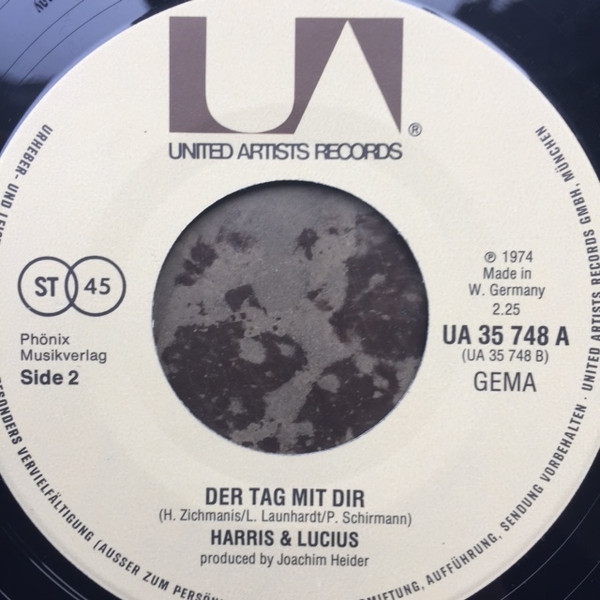 UA®
UNITED ARTISTS RECORDS
ST 45
Phönix
Musikverlag
Side 2
℗ 1974
Made in
W. Germany
2.25
UA 35 748 A
(UA 35 748 B)
GEMA
DER TAG MIT DIR
(H. Zichmanis/L. Launhardt/P. Schirmann)
HARRIS & LUCIUS
produced by Joachim Heider
URHEBER- UND
VERVIELFÄLTIGUNG (AUSSER ZUM
AUFFÜHRUNG, SENDUNG VORBEHALTEN · UNITED ARTISTS RECORDS GMBH, MÜNCHEN